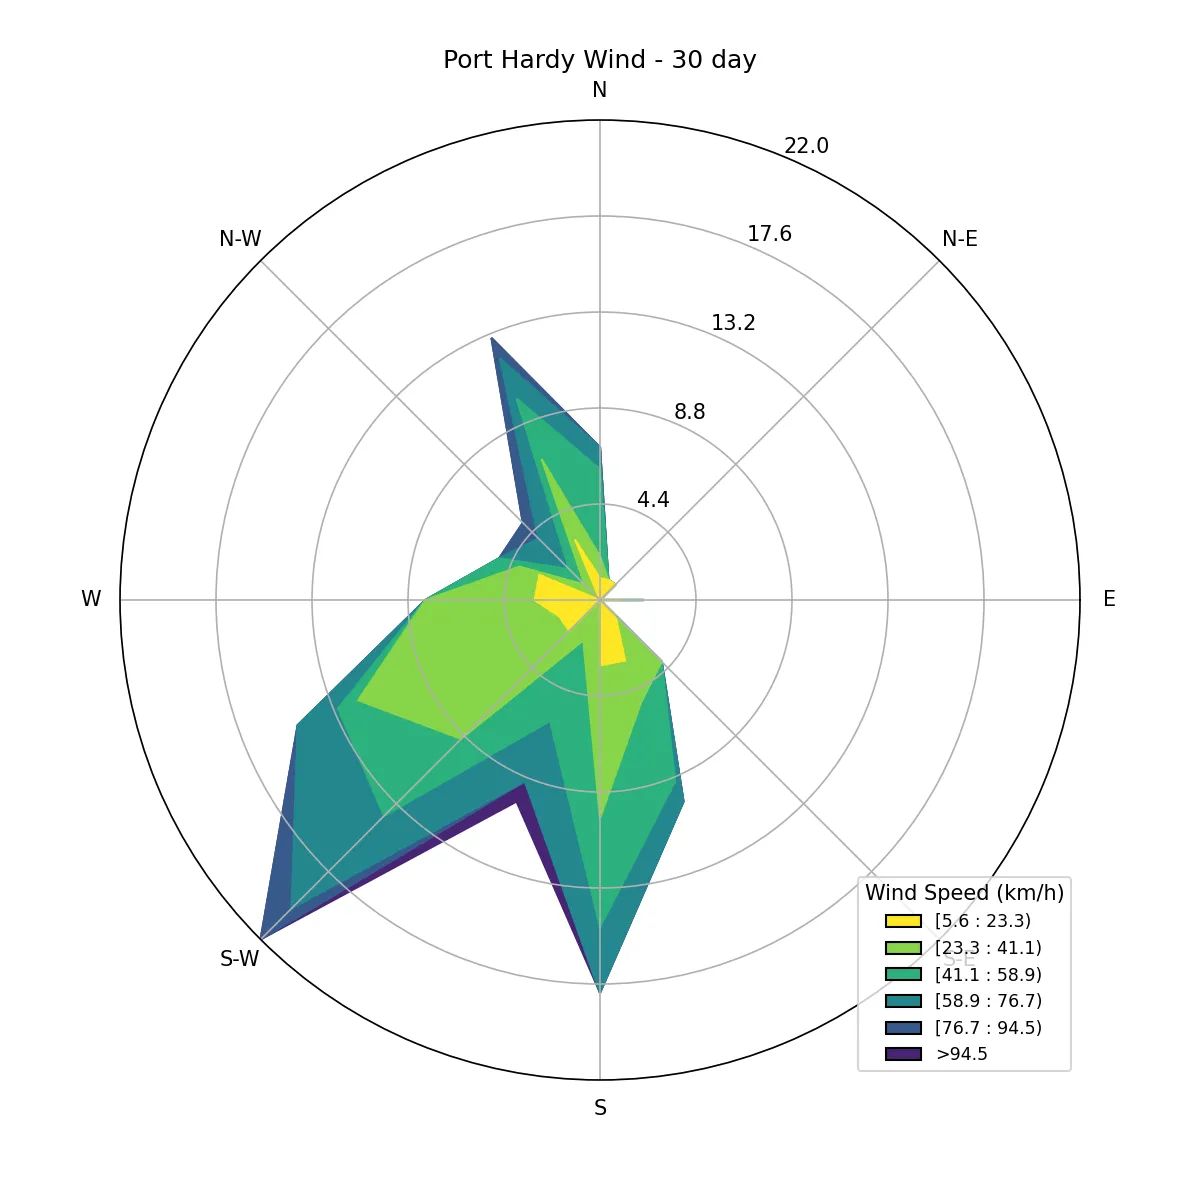 Port Hardy Wind - 30 day
N
22.0
N-W
17.6
N-E
13.2
8.8
4.4
W
E
S-W
S-E
S
Wind Speed (km/h)
[5.6 : 23.3)
[23.3 : 41.1)
[41.1 : 58.9)
[58.9 : 76.7)
[76.7 : 94.5)
>94.5